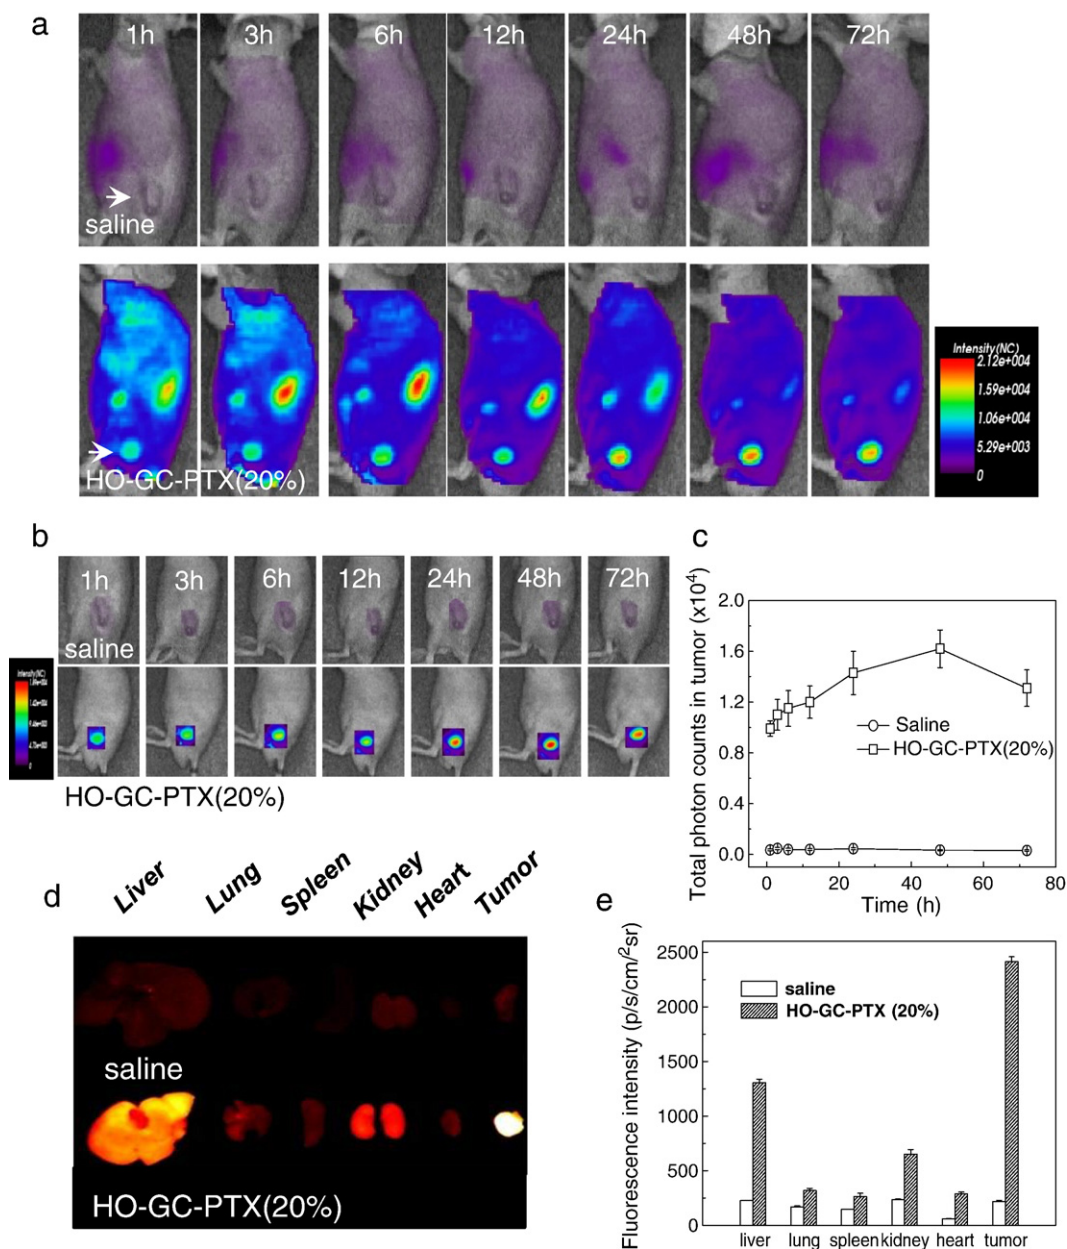 a
1h 3h 6h 12h 24h 48h 72h
saline
HO-GC-PTX(20%)
Intensity(NC)
2.12e+004
1.59e+004
1.06e+004
5.29e+003
0
b
1h 3h 6h 12h 24h 48h 72h
saline
Intensity(NC)
0
HO-GC-PTX(20%)
c
Total photon counts in tumor (x10⁴)
2.0
1.6
1.2
0.8
0.4
0.0
Saline
HO-GC-PTX(20%)
0 20 40 60 80
Time (h)
d
Liver Lung Spleen Kidney Heart Tumor
saline
HO-GC-PTX(20%)
e
Fluorescence intensity (p/s/cm/²sr)
2500
2000
1500
1000
500
0
saline
HO-GC-PTX (20%)
liver lung spleen kidney heart tumor